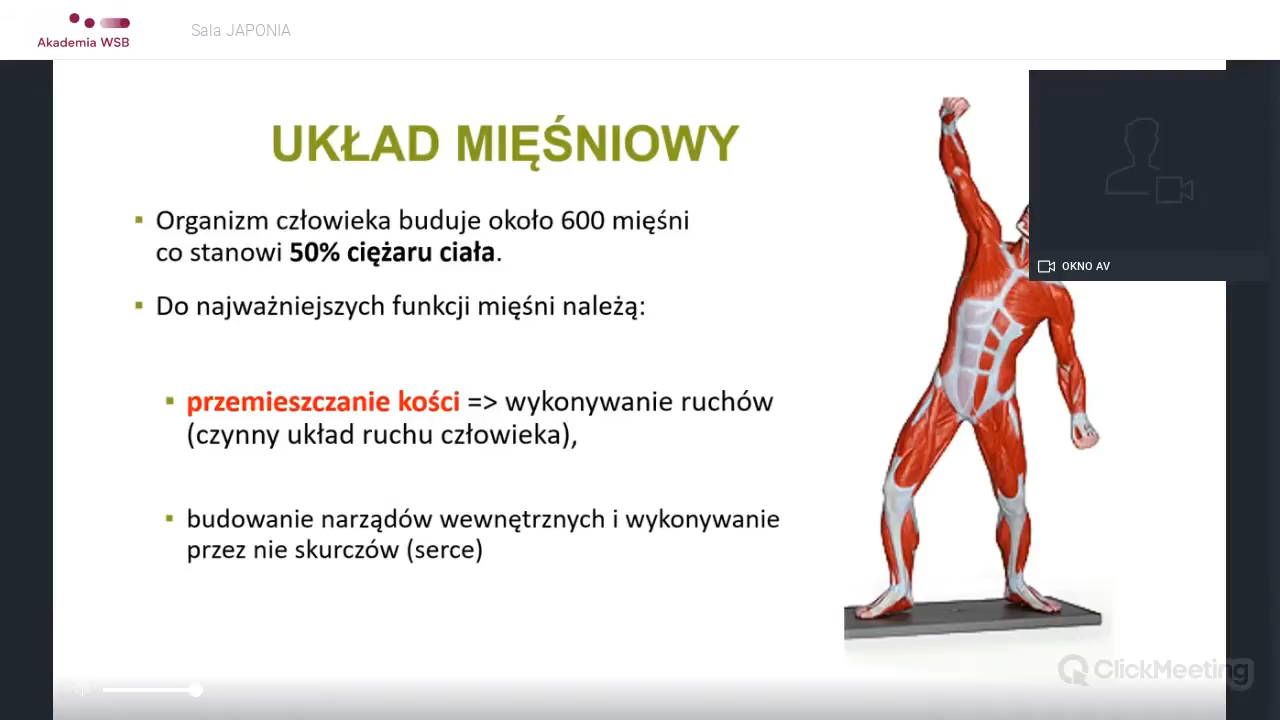 Akademia WSB
Sala JAPONIA
UKŁAD MIĘŚNIOWY
Organizm człowieka buduje około 600 mięśni
co stanowi 50% ciężaru ciała.
Do najważniejszych funkcji mięśni należą:
przemieszczanie kości => wykonywanie ruchów
(czynny układ ruchu człowieka),
budowanie narządów wewnętrznych i wykonywanie
przez nie skurczów (serce)
OKNO AV
ClickMeeting